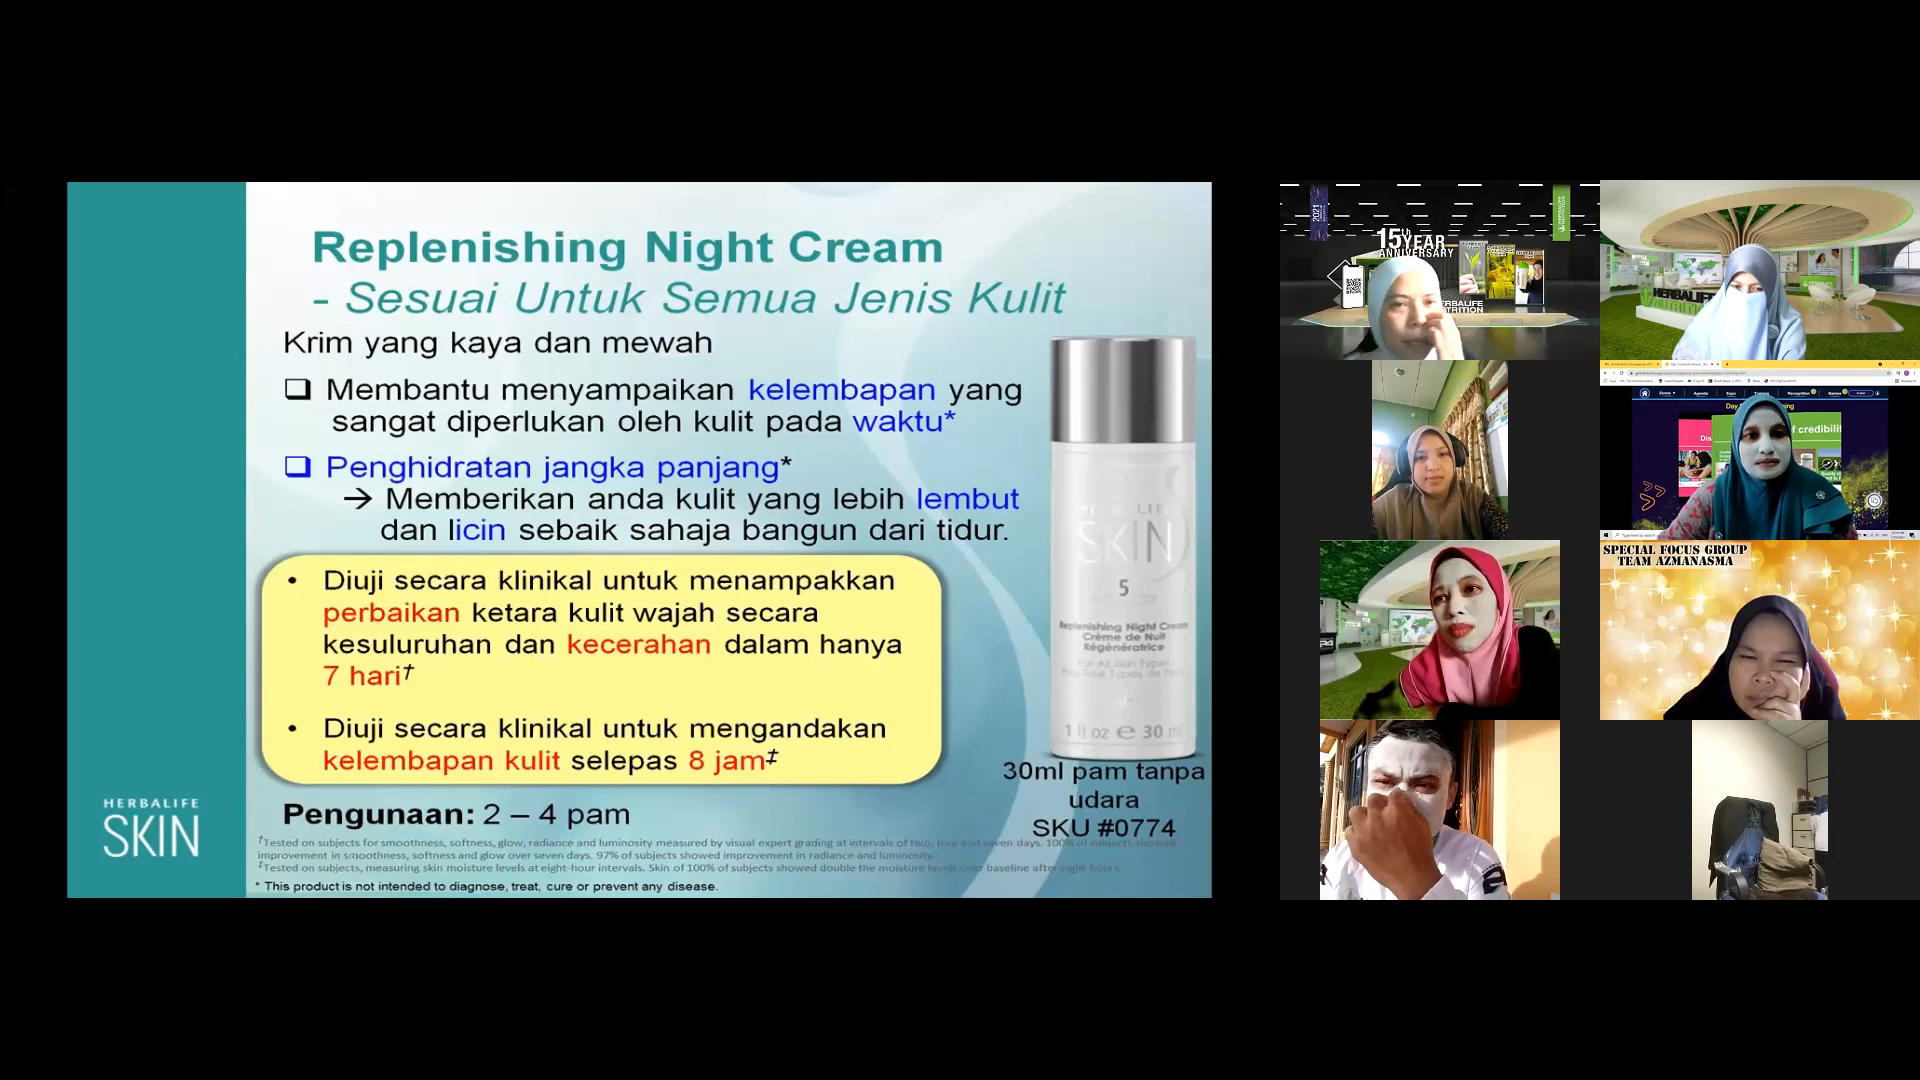 Replenishing Night Cream
- Sesuai Untuk Semua Jenis Kulit
Krim yang kaya dan mewah
❑ Membantu menyampaikan kelembapan yang
sangat diperlukan oleh kulit pada waktu*
❑ Penghidratan jangka panjang*
→ Memberikan anda kulit yang lebih lembut
dan licin sebaik sahaja bangun dari tidur.
• Diuji secara klinikal untuk menampakkan
perbaikan ketara kulit wajah secara
kesuluruhan dan kecerahan dalam hanya
7 hari†
• Diuji secara klinikal untuk mengandakan
kelembapan kulit selepas 8 jam‡
Pengunaan: 2 – 4 pam
†Tested on subjects for smoothness, softness, glow, radiance and luminosity measured by visual expert grading at intervals of two, four and seven days. 100% of subjects showed
improvement in smoothness, softness and glow over seven days. 97% of subjects showed improvement in radiance and luminosity.
‡Tested on subjects, measuring skin moisture levels at eight-hour intervals. Skin of 100% of subjects showed double the moisture levels over baseline after eight hours.
* This product is not intended to diagnose, treat, cure or prevent any disease.
HERBALIFE
SKIN
SKIN
5
Replenishing Night Cream
Crème de Nuit
Régénératrice
For All Skin Types
1 fl oz e 30 ml
30ml pam tanpa
udara
SKU #0774
2021
15th YEAR
ANNIVERSARY
HERBALIFE
NUTRITION
SPECIAL FOCUS GROUP
TEAM AZMANASMA